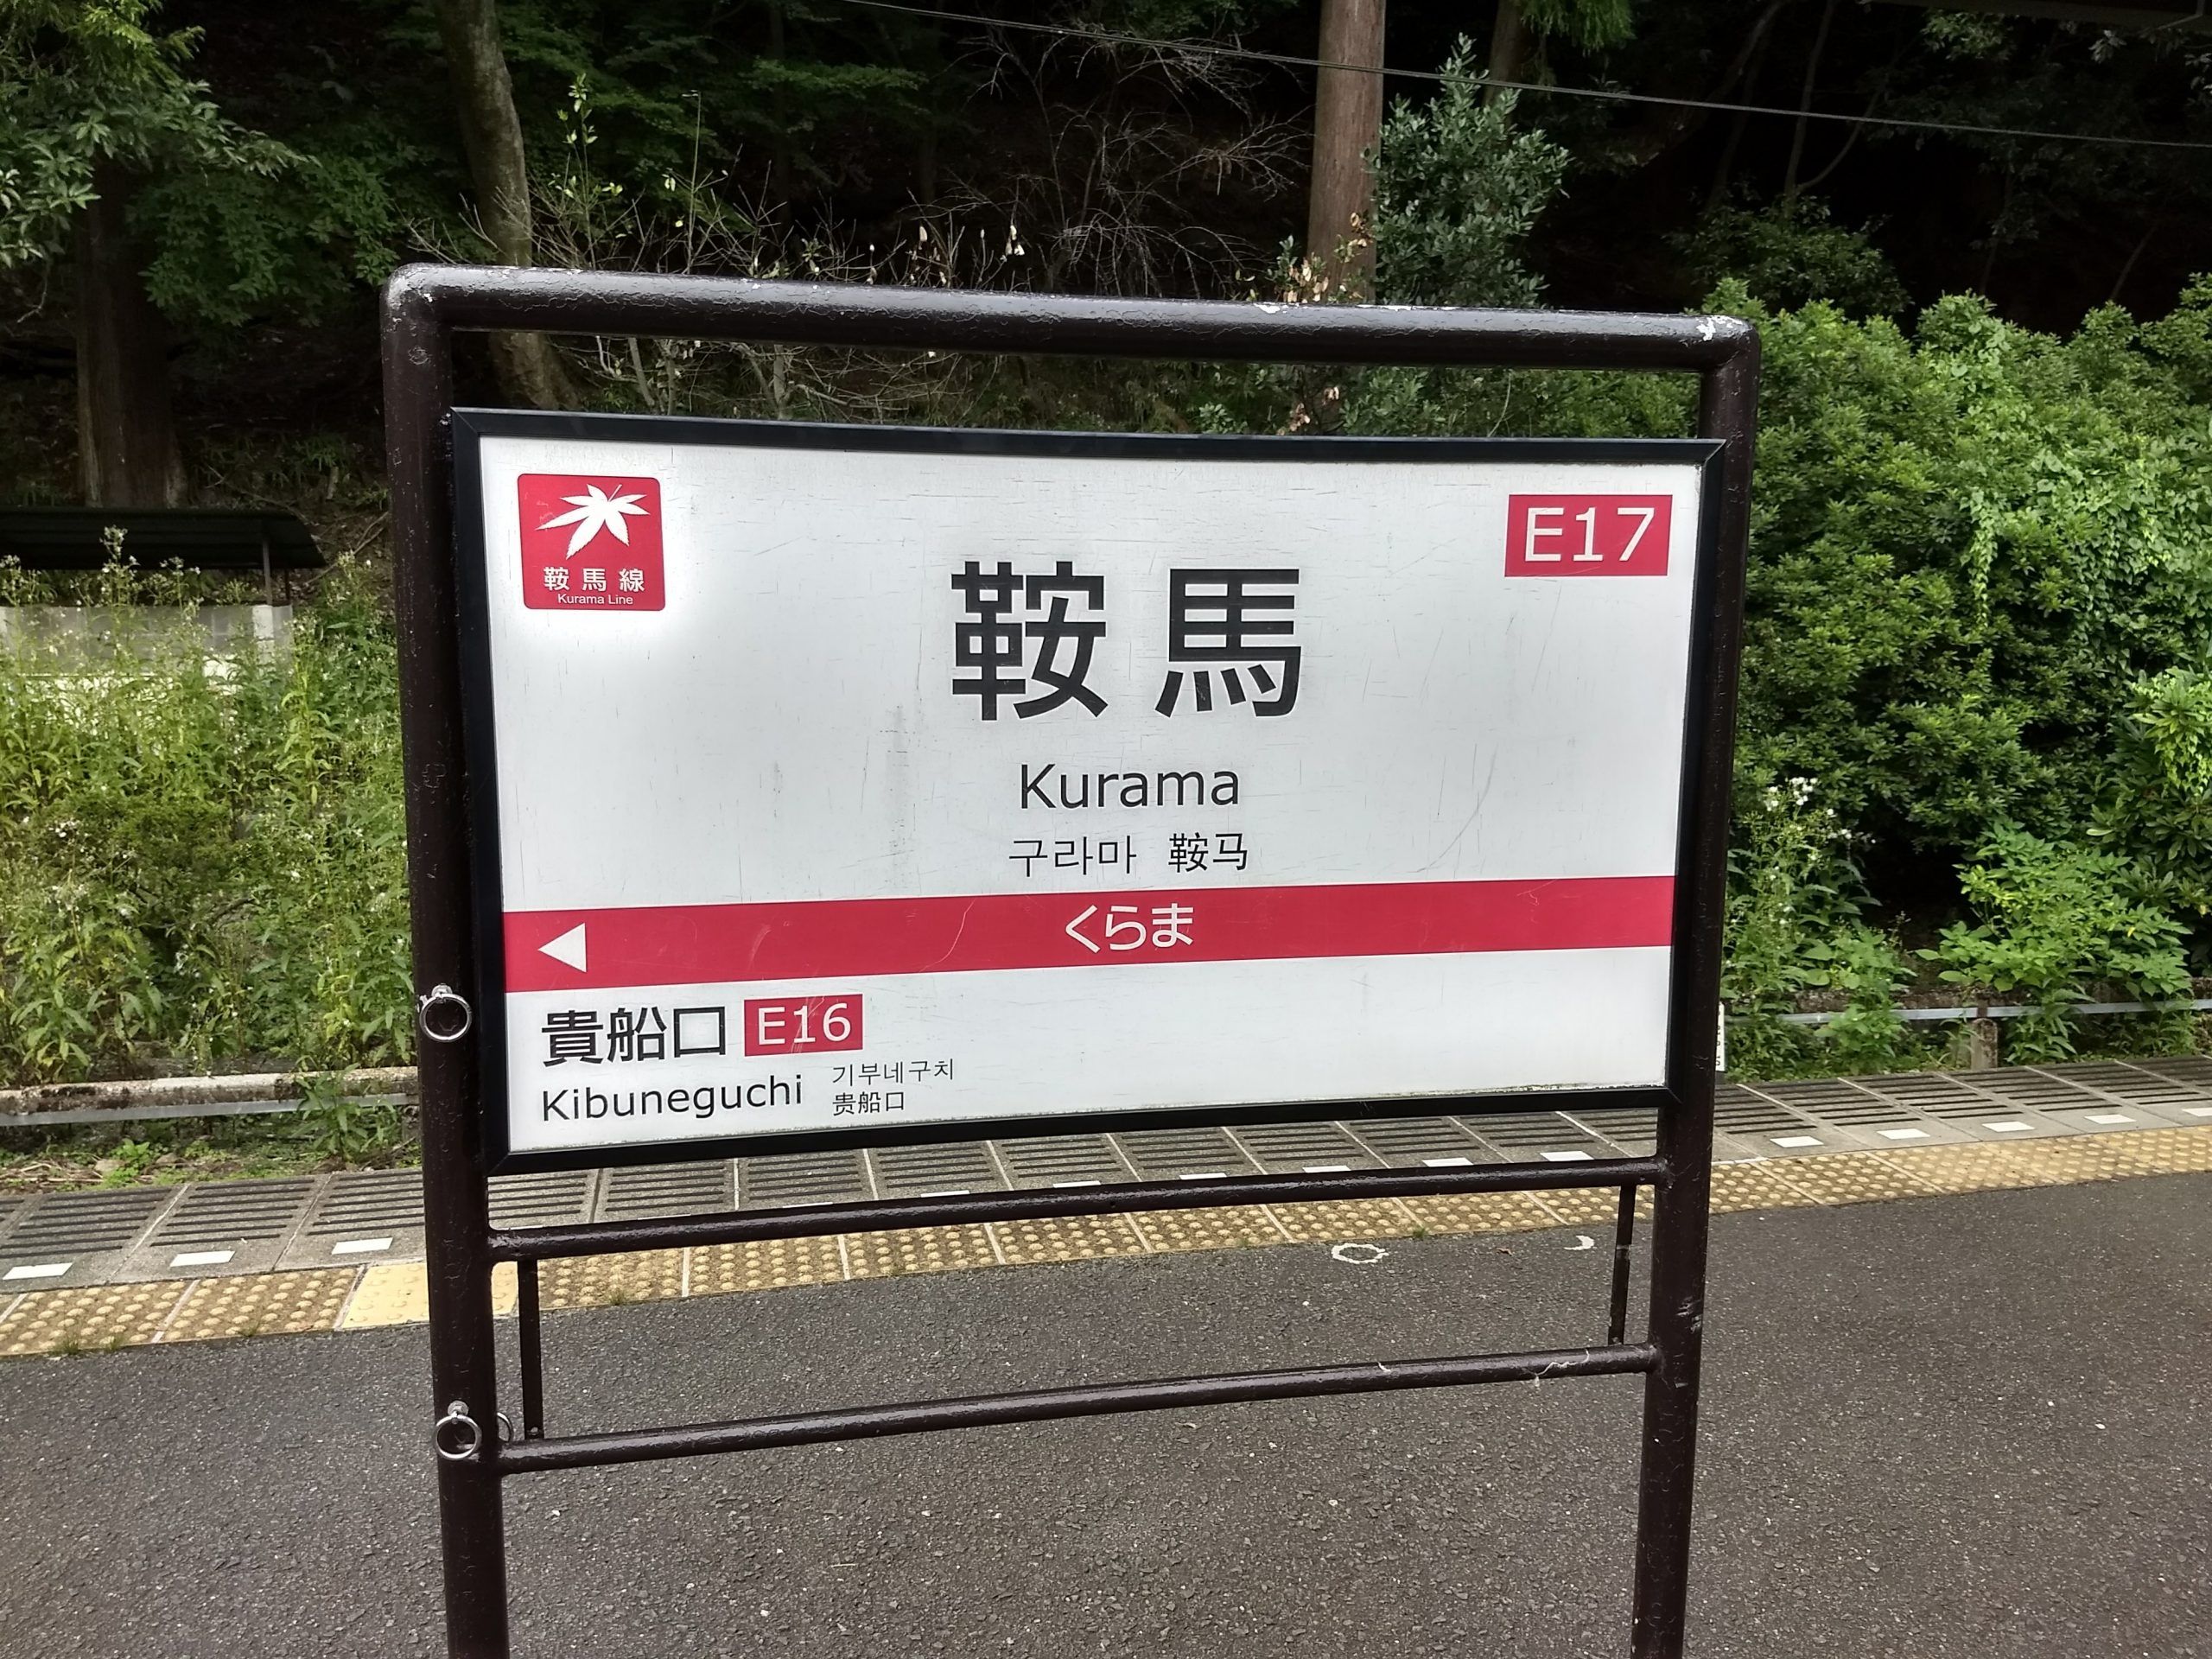 鞍馬線
Kurama Line
E17
鞍馬
Kurama
구라마 鞍马
くらま
貴船口 E16
Kibuneguchi
기부네구치
贵船口